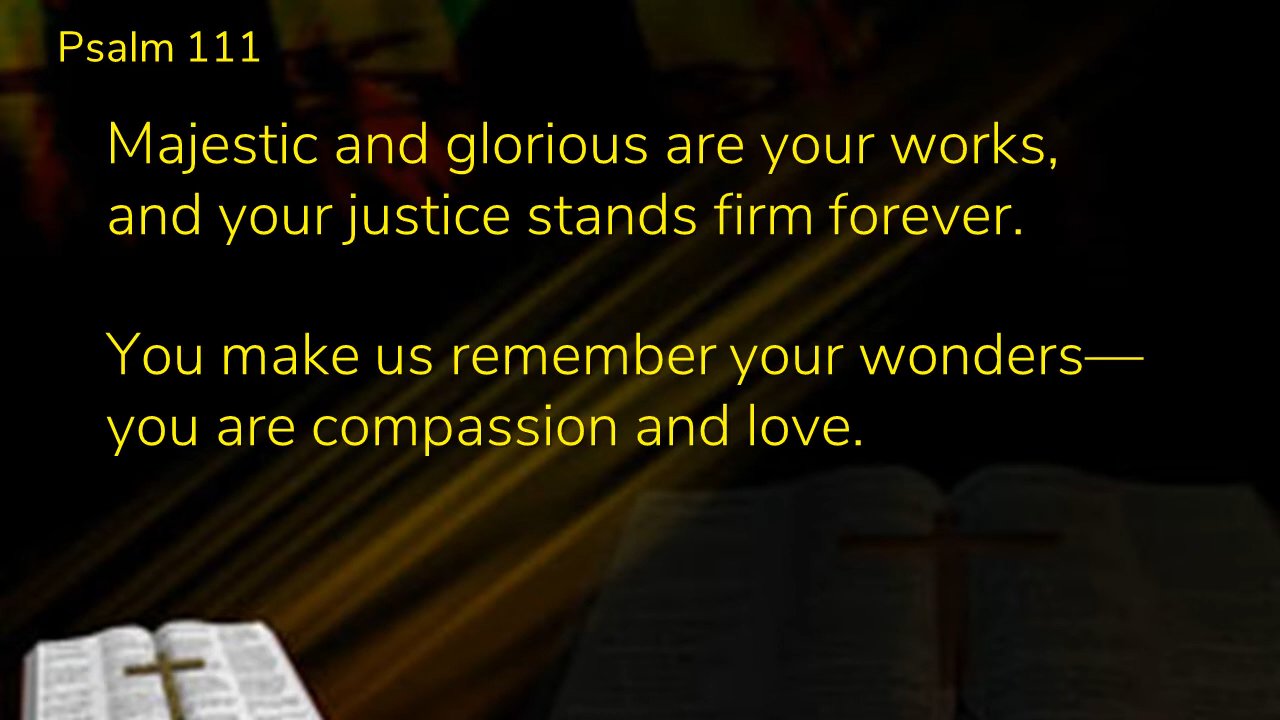 Psalm 111
Majestic and glorious are your works,
and your justice stands firm forever.
You make us remember your wonders—
you are compassion and love.